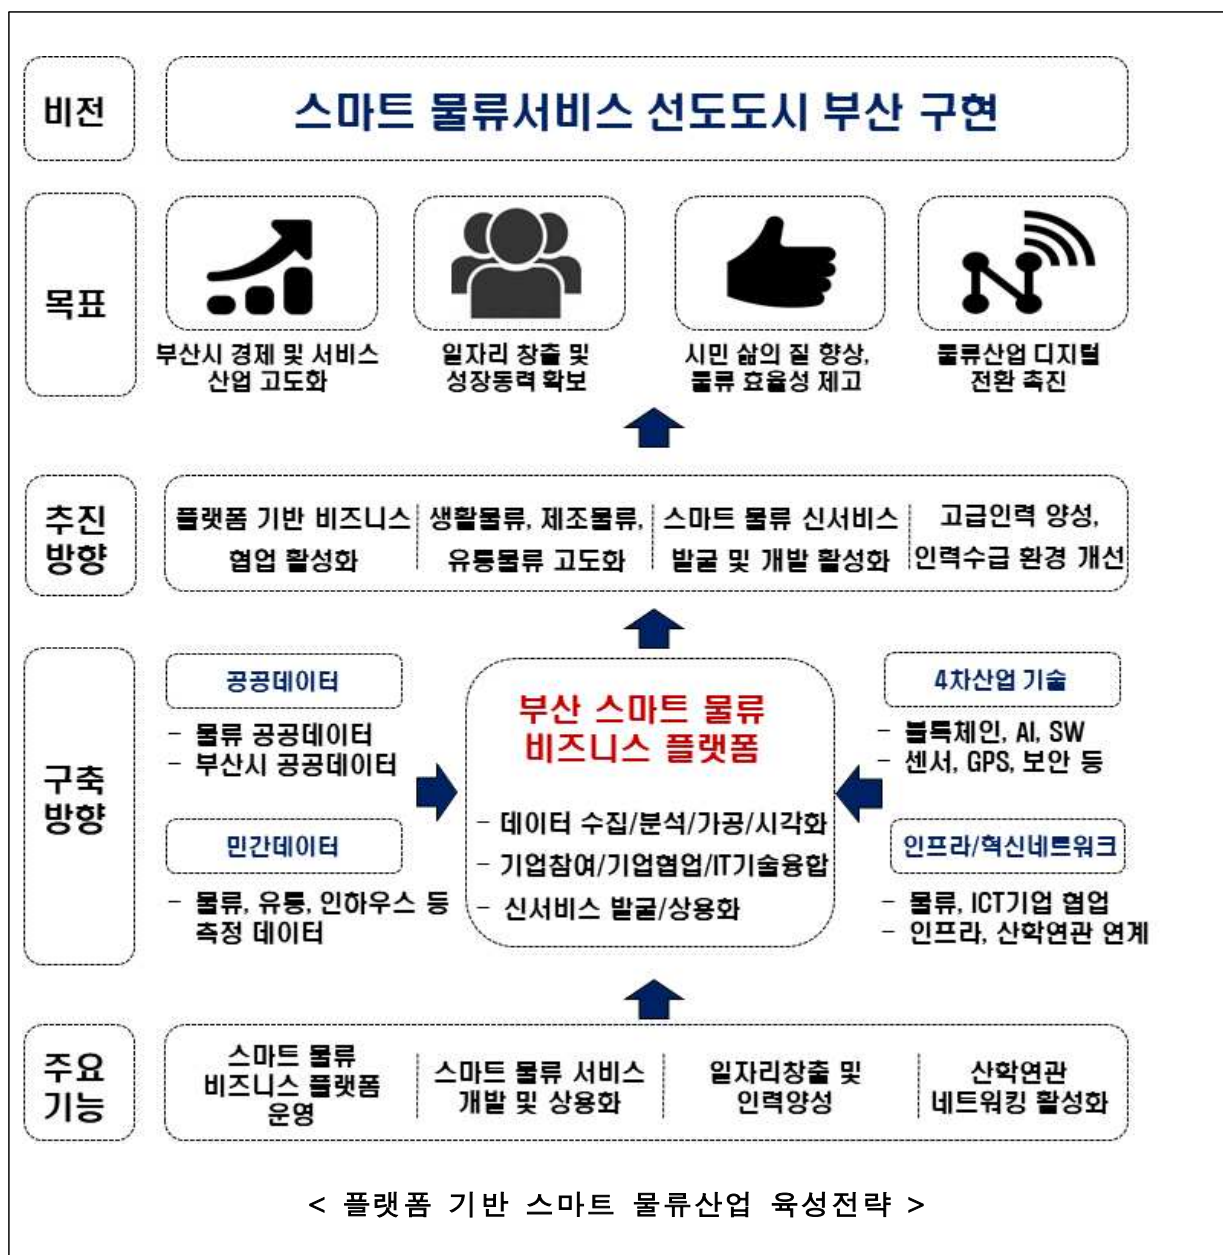 비전
스마트 물류서비스 선도도시 부산 구현
목표
부산시 경제 및 서비스
산업 고도화
일자리 창출 및
성장동력 확보
시민 삶의 질 향상,
물류 효율성 제고
물류산업 디지털
전환 촉진
추진
방향
플랫폼 기반 비즈니스
협업 활성화
생활물류, 제조물류,
유통물류 고도화
스마트 물류 신서비스
발굴 및 개발 활성화
고급인력 양성,
인력수급 환경 개선
구축
방향
공공데이터
- 물류 공공데이터
- 부산시 공공데이터
민간데이터
- 물류, 유통, 인하우스 등
측정 데이터
부산 스마트 물류
비즈니스 플랫폼
- 데이터 수집/분석/가공/시각화
- 기업참여/기업협업/IT기술융합
- 신서비스 발굴/상용화
4차산업 기술
- 블록체인, AI, SW
- 센서, GPS, 보안 등
인프라/혁신네트워크
- 물류, ICT기업 협업
- 인프라, 산학연관 연계
주요
기능
스마트 물류
비즈니스 플랫폼
운영
스마트 물류 서비스
개발 및 상용화
일자리창출 및
인력양성
산학연관
네트워킹 활성화
< 플랫폼 기반 스마트 물류산업 육성전략 >